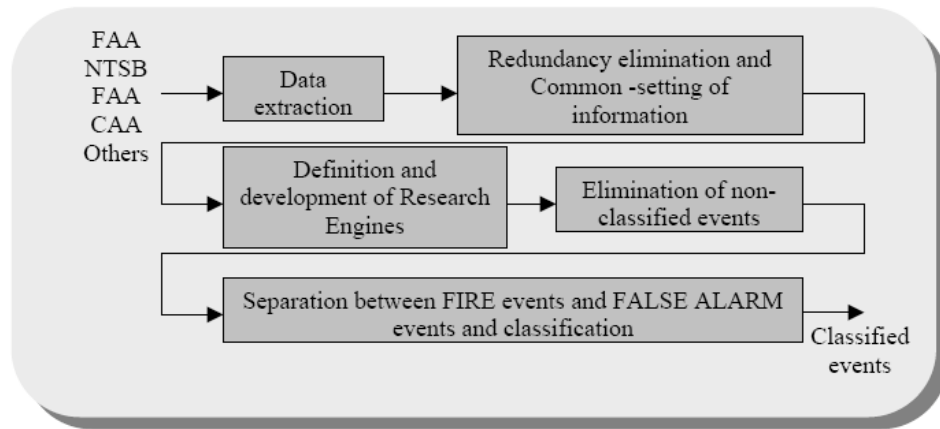 FAA
NTSB
FAA
CAA
Others
Data
extraction
Redundancy elimination and
Common -setting of
information
Definition and
development of Research
Engines
Elimination of non-
classified events
Separation between FIRE events and FALSE ALARM
events and classification
Classified
events